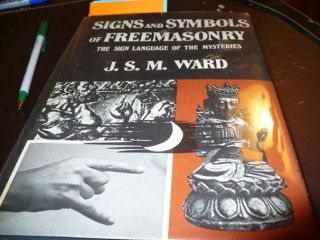 SIGNS AND SYMBOLS
OF FREEMASONRY
THE SIGN LANGUAGE OF THE MYSTERIES
J. S. M. WARD